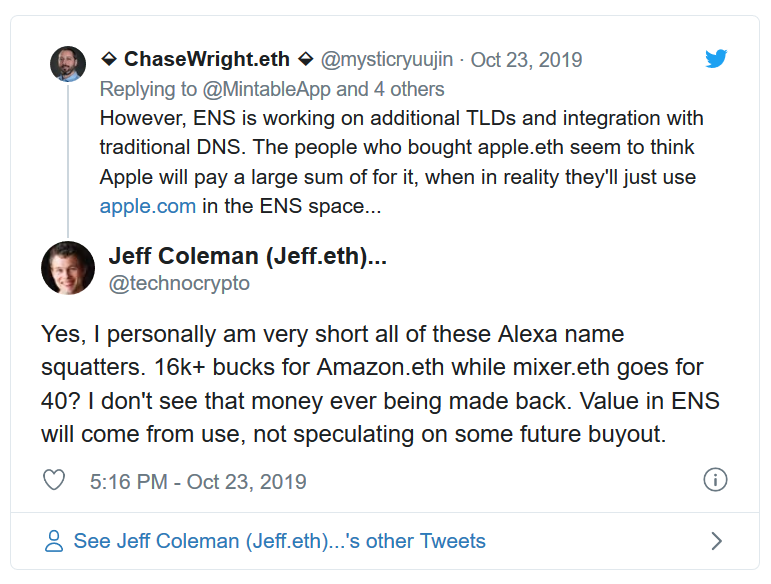 ChaseWright.eth @mysticryuujin · Oct 23, 2019
Replying to @MintableApp and 4 others
However, ENS is working on additional TLDs and integration with
traditional DNS. The people who bought apple.eth seem to think
Apple will pay a large sum of for it, when in reality they'll just use
apple.com in the ENS space...
Jeff Coleman (Jeff.eth)...
@technocrypto
Yes, I personally am very short all of these Alexa name
squatters. 16k+ bucks for Amazon.eth while mixer.eth goes for
40? I don't see that money ever being made back. Value in ENS
will come from use, not speculating on some future buyout.
5:16 PM - Oct 23, 2019
See Jeff Coleman (Jeff.eth)...'s other Tweets